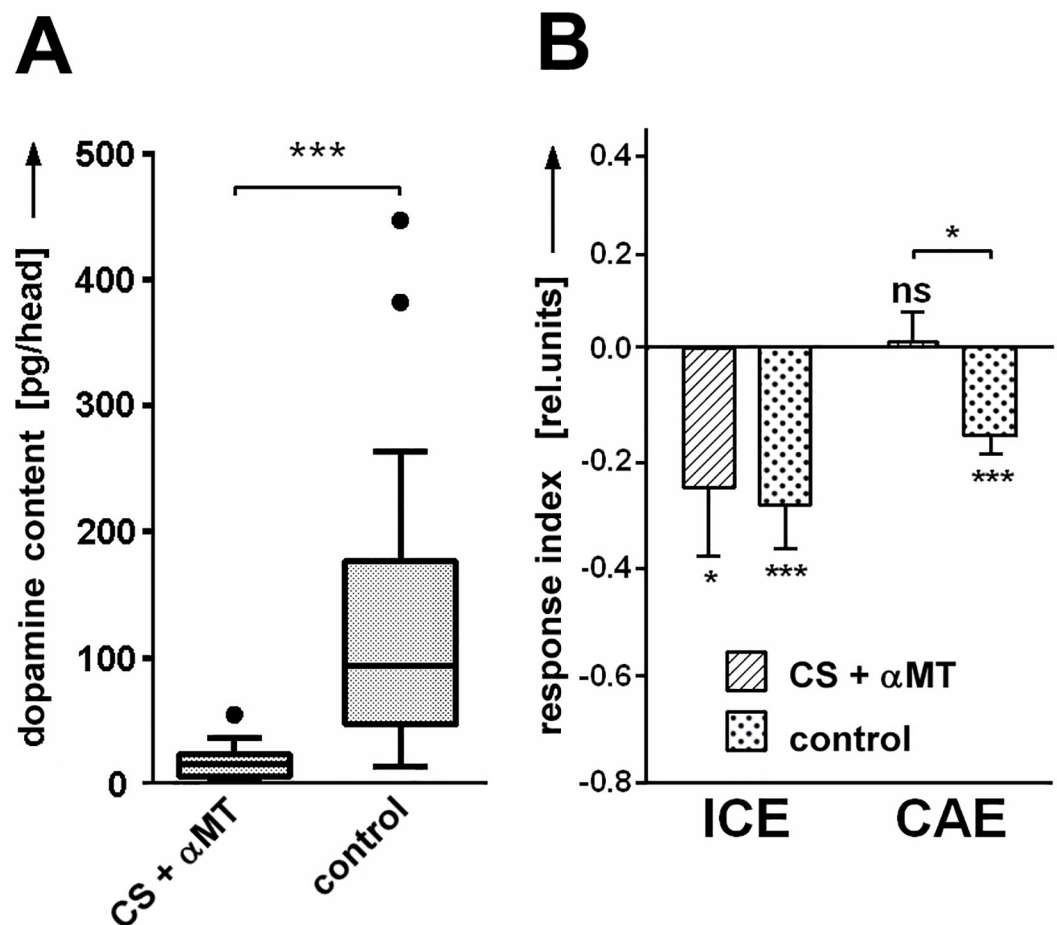 A
dopamine content [pg/head]
500
400
300
200
100
0
***
CS + αMT
control
B
response index [rel.units]
0.4
0.2
0.0
-0.2
-0.4
-0.6
-0.8
*
ns
***
*
***
CS + αMT
control
ICE
CAE